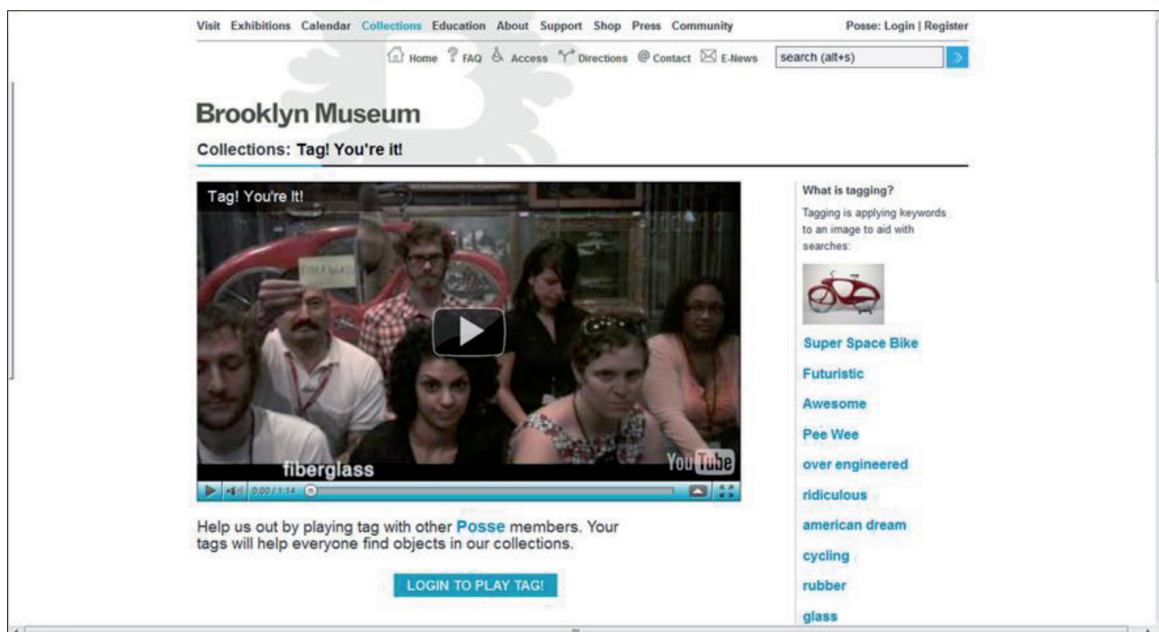 Visit Exhibitions Calendar Collections Education About Support Shop Press Community Posse: Login | Register
Home ? FAQ Access Directions @ Contact E-News search (alt+s)
Brooklyn Museum
Collections: Tag! You're it!
Tag! You're It!
FIBERGLASS
fiberglass
YouTube
0:00 / 1:14
Help us out by playing tag with other Posse members. Your
tags will help everyone find objects in our collections.
LOGIN TO PLAY TAG!
What is tagging?
Tagging is applying keywords
to an image to aid with
searches:
Super Space Bike
Futuristic
Awesome
Pee Wee
over engineered
ridiculous
american dream
cycling
rubber
glass